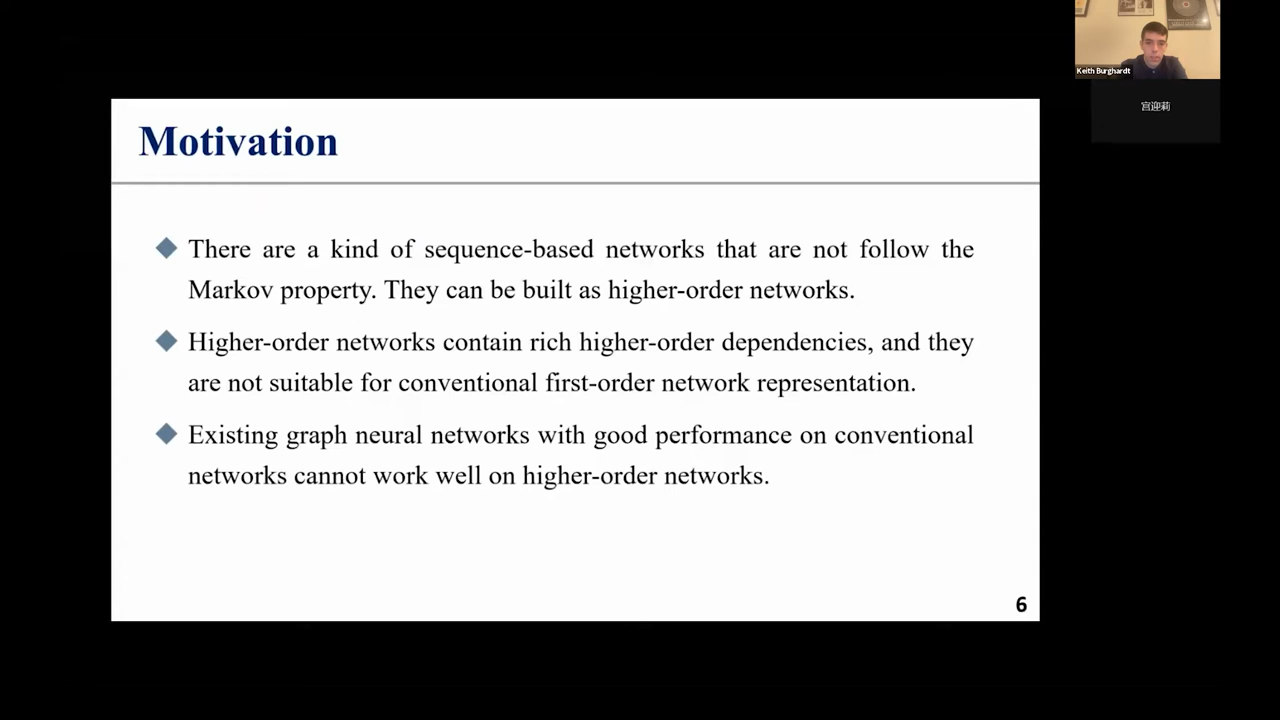 Motivation
There are a kind of sequence-based networks that are not follow the
Markov property. They can be built as higher-order networks.
Higher-order networks contain rich higher-order dependencies, and they
are not suitable for conventional first-order network representation.
Existing graph neural networks with good performance on conventional
networks cannot work well on higher-order networks.
6
Keith Burghardt
宫迎莉